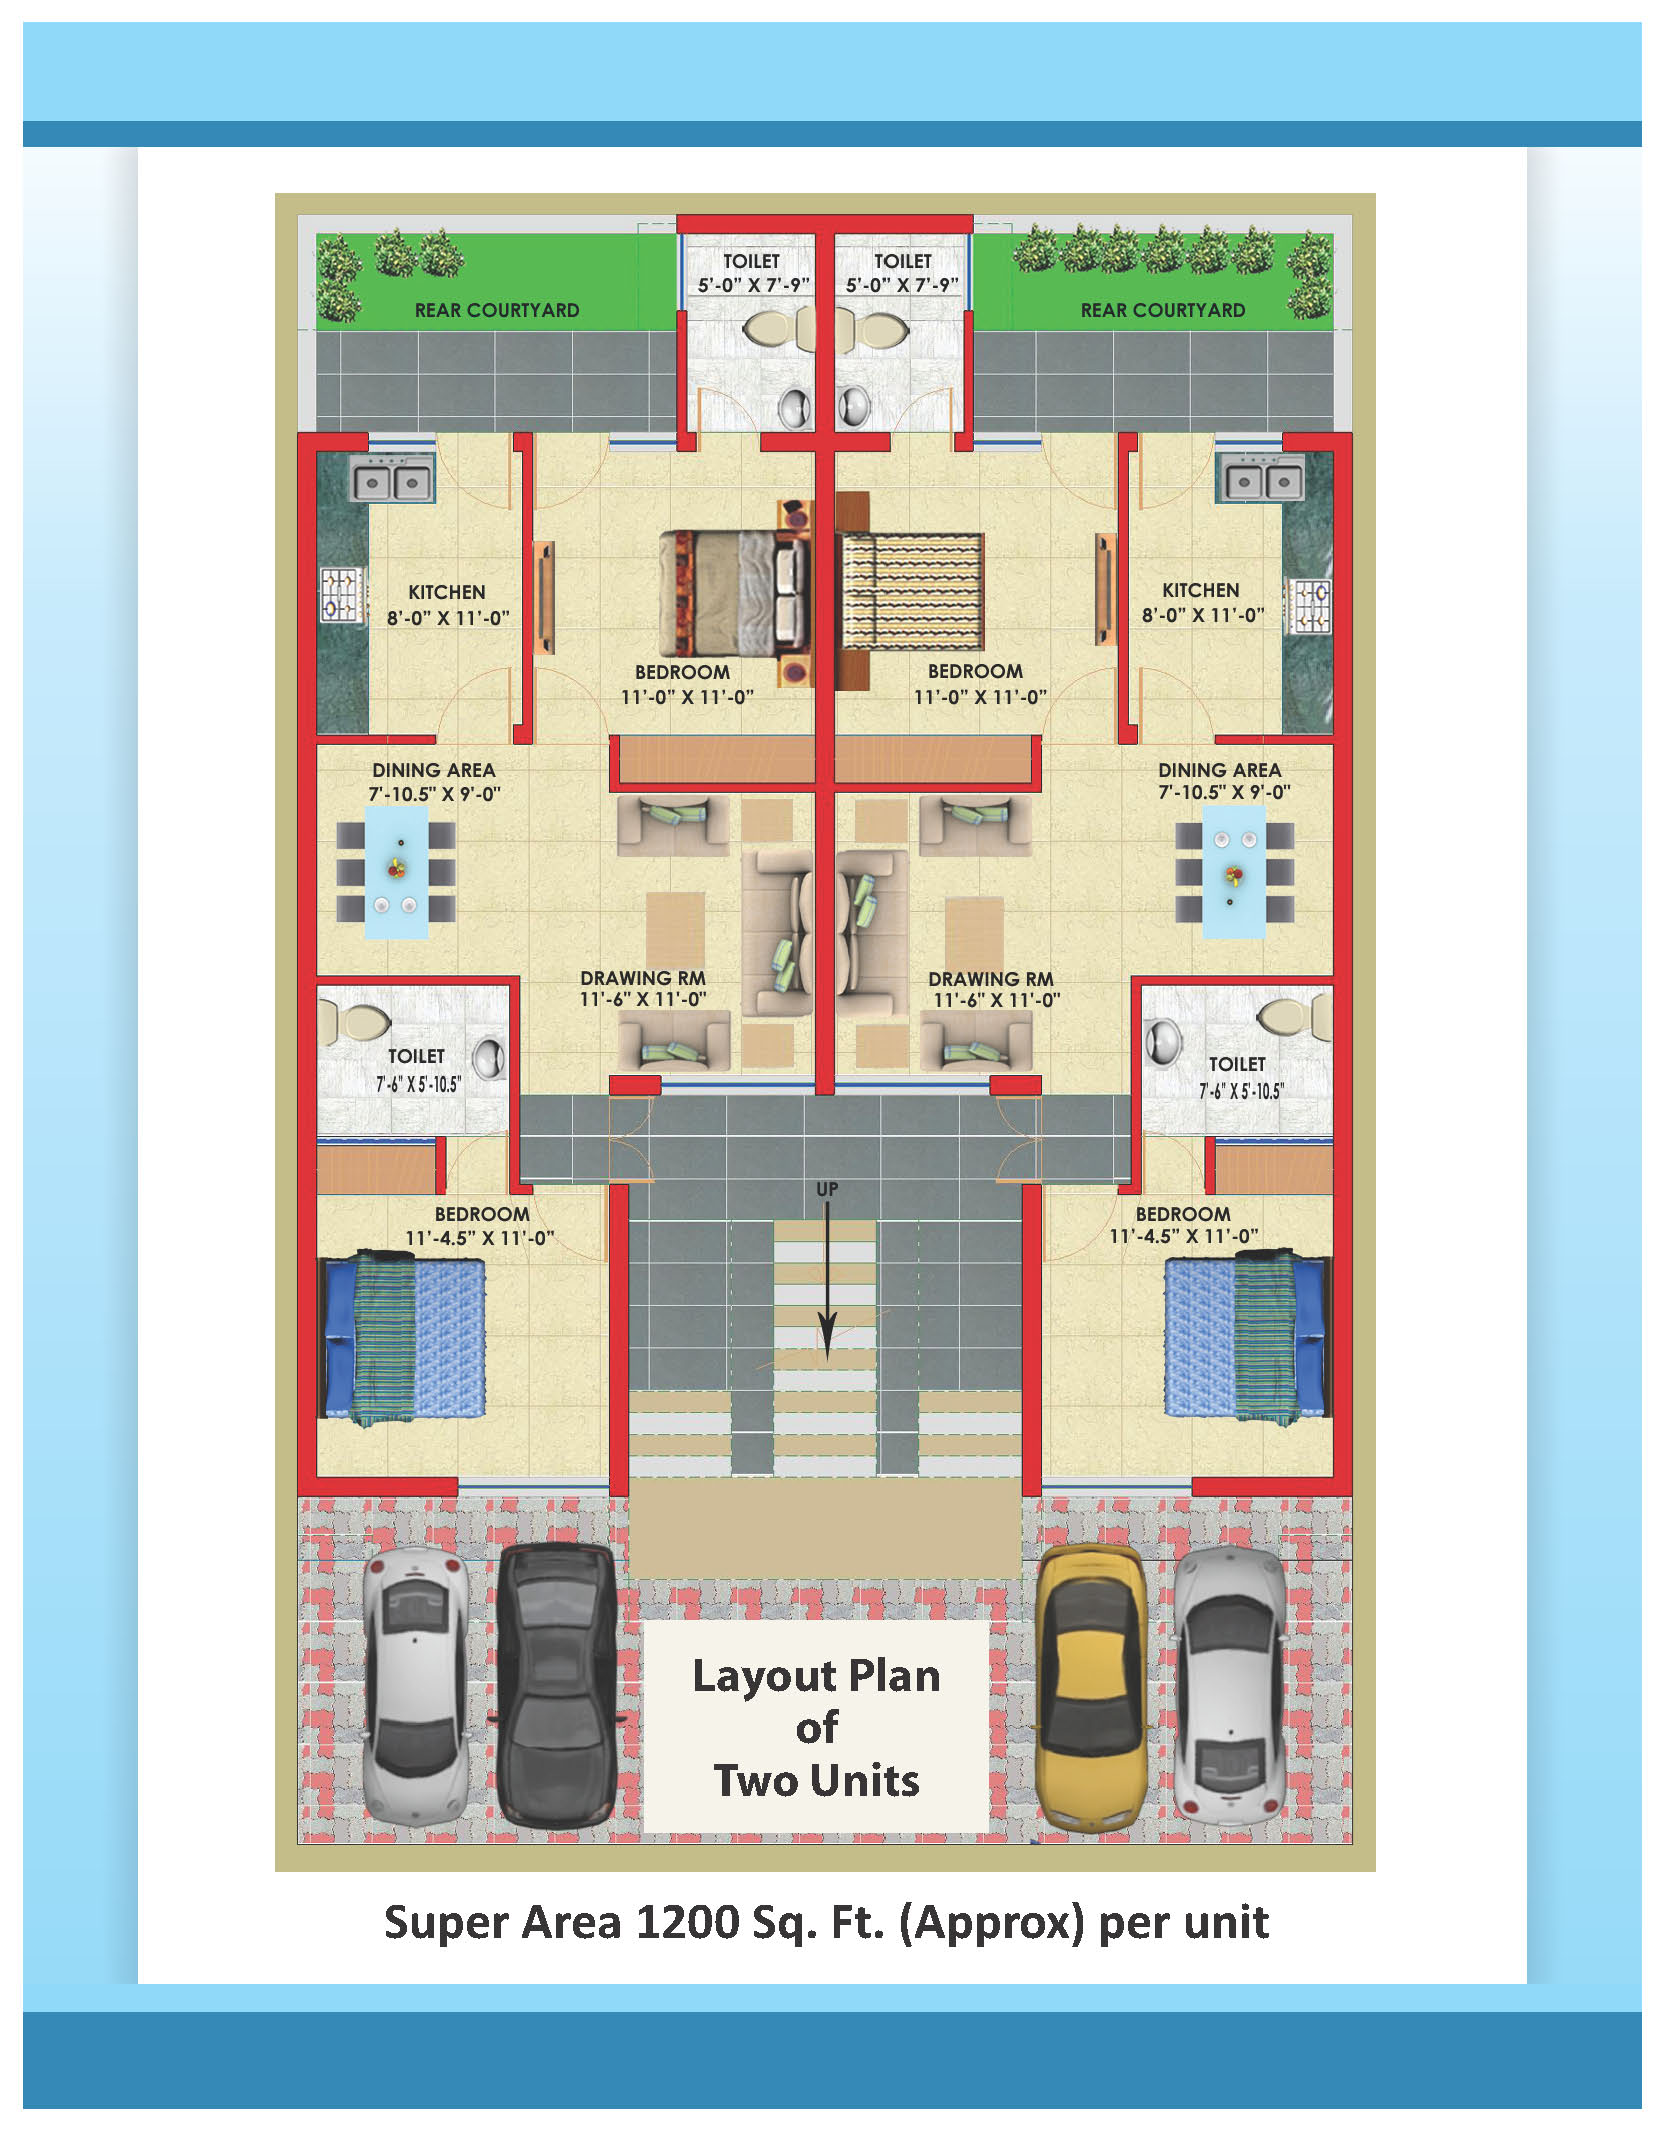 TOILET
5'-0" X 7'-9"
TOILET
5'-0" X 7'-9"
REAR COURTYARD
REAR COURTYARD
KITCHEN
8'-0" X 11'-0"
KITCHEN
8'-0" X 11'-0"
BEDROOM
11'-0" X 11'-0"
BEDROOM
11'-0" X 11'-0"
DINING AREA
7'-10.5" X 9'-0"
DINING AREA
7'-10.5" X 9'-0"
DRAWING RM
11'-6" X 11'-0"
DRAWING RM
11'-6" X 11'-0"
TOILET
7'-6" X 5'-10.5"
TOILET
7'-6" X 5'-10.5"
UP
BEDROOM
11'-4.5" X 11'-0"
BEDROOM
11'-4.5" X 11'-0"
Layout Plan
of
Two Units
Super Area 1200 Sq. Ft. (Approx) per unit